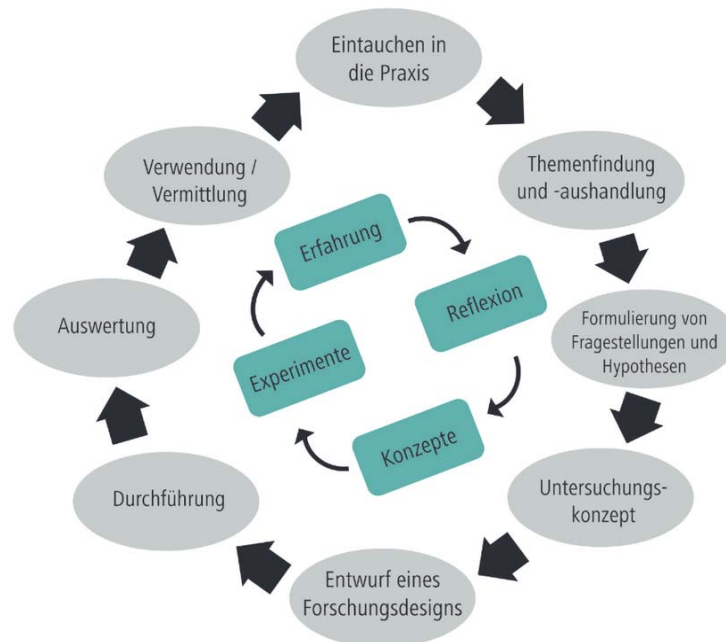 Eintauchen in
die Praxis
Themenfindung
und -aushandlung
Formulierung von
Fragestellungen und
Hypothesen
Untersuchungs-
konzept
Entwurf eines
Forschungsdesigns
Durchführung
Auswertung
Verwendung /
Vermittlung
Erfahrung
Reflexion
Konzepte
Experimente